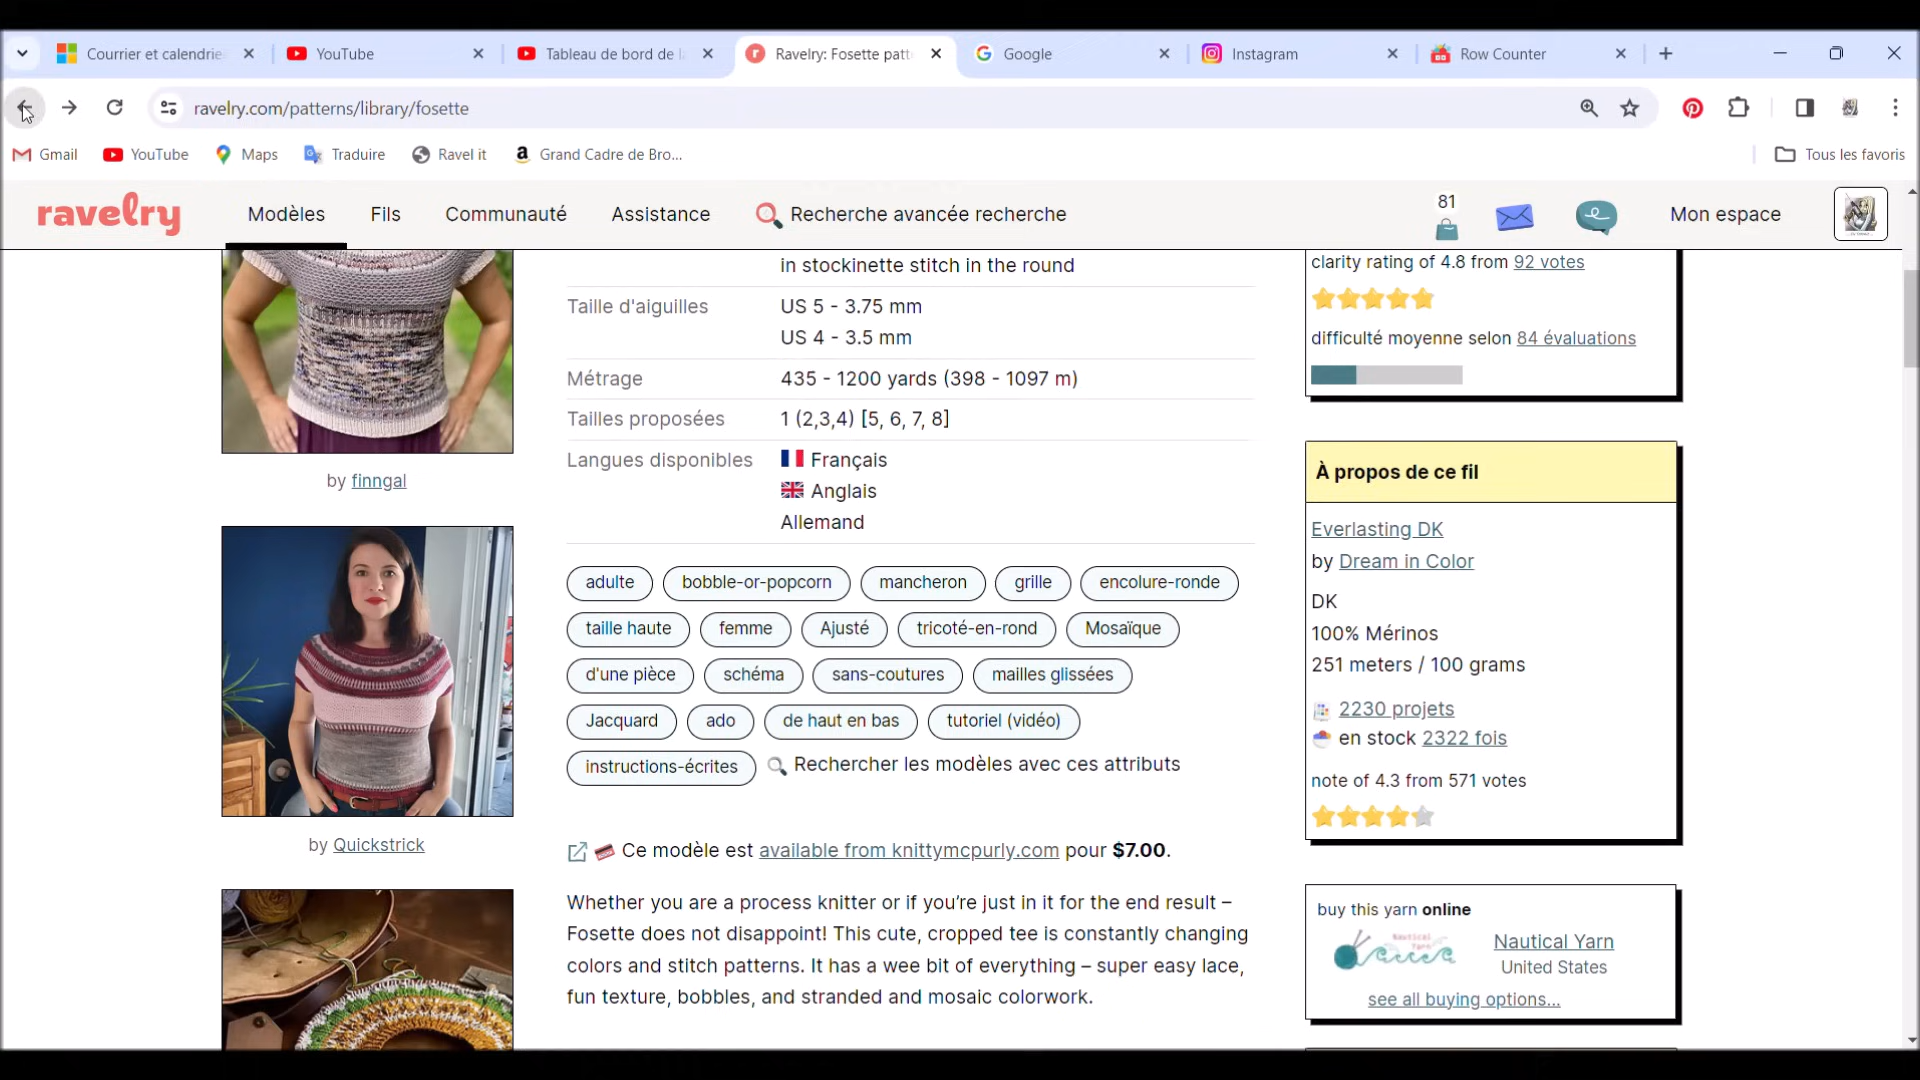 Courrier et calendrie
YouTube
Tableau de bord de la
Ravelry: Fosette patt
Google
Instagram
Row Counter
ravelry.com/patterns/library/fosette
Gmail
YouTube
Maps
Traduire
Ravel it
Grand Cadre de Bro...
Tous les favoris
ravelry
Modèles
Fils
Communauté
Assistance
Recherche avancée recherche
81
Mon espace
in stockinette stitch in the round
Taille d'aiguilles
US 5 - 3.75 mm
US 4 - 3.5 mm
Métrage
435 - 1200 yards (398 - 1097 m)
Tailles proposées
1 (2,3,4) [5, 6, 7, 8]
Langues disponibles
Français
Anglais
Allemand
adulte
bobble-or-popcorn
mancheron
grille
encolure-ronde
taille haute
femme
Ajusté
tricoté-en-rond
Mosaïque
d'une pièce
schéma
sans-coutures
mailles glissées
Jacquard
ado
de haut en bas
tutoriel (vidéo)
instructions-écrites
Rechercher les modèles avec ces attributs
Ce modèle est available from knittymcpurly.com pour $7.00.
Whether you are a process knitter or if you're just in it for the end result –
Fosette does not disappoint! This cute, cropped tee is constantly changing
colors and stitch patterns. It has a wee bit of everything – super easy lace,
fun texture, bobbles, and stranded and mosaic colorwork.
by finngal
by Quickstrick
clarity rating of 4.8 from 92 votes
difficulté moyenne selon 84 évaluations
À propos de ce fil
Everlasting DK
by Dream in Color
DK
100% Mérinos
251 meters / 100 grams
2230 projets
en stock 2322 fois
note of 4.3 from 571 votes
buy this yarn online
Nautical Yarn
Nautical Yarn
United States
see all buying options...